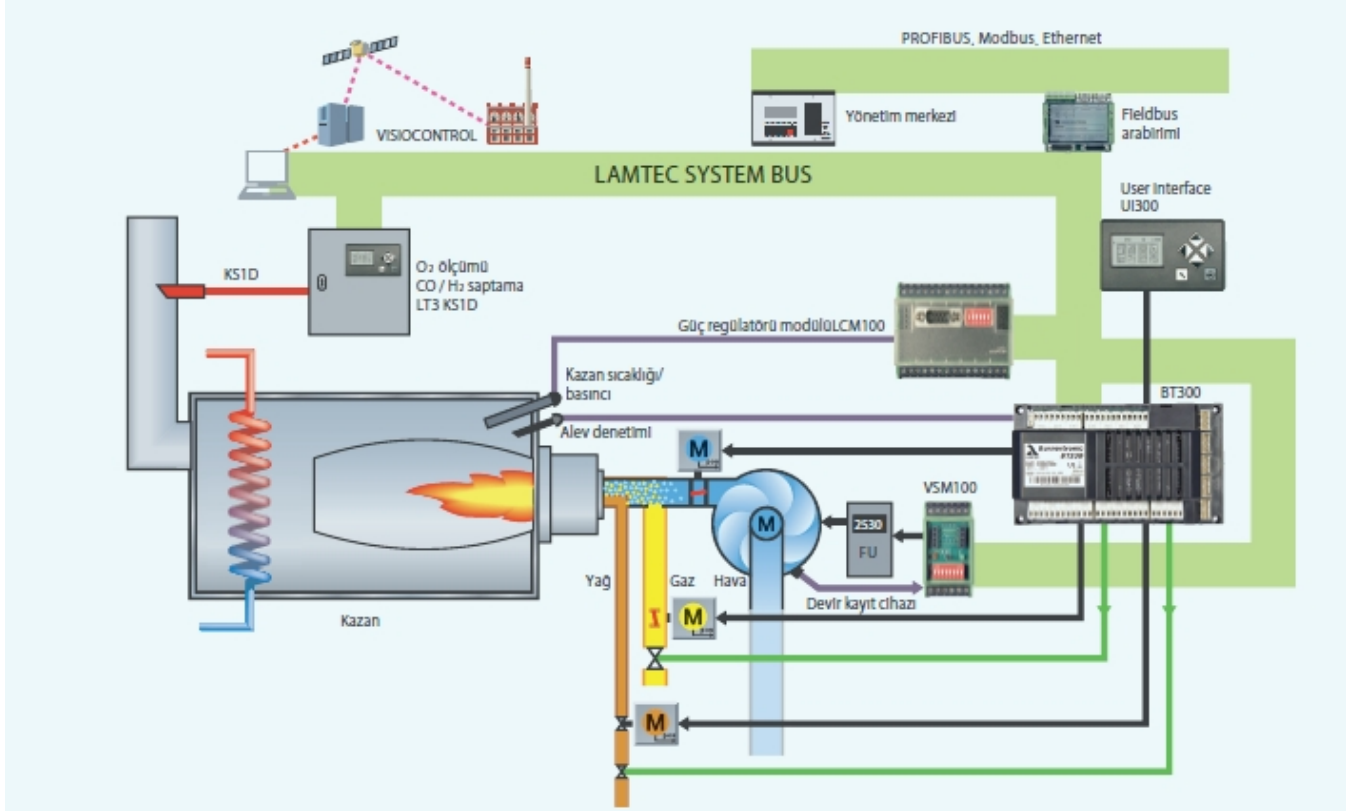 PROFIBUS, Modbus, Ethernet
VISIOCONTROL
Yönetim merkezi
Fieldbus
arabirimi
LAMTEC SYSTEM BUS
User Interface
UI300
KS1D
O₂ ölçümü
CO / H₂ saptama
LT3 KS1D
Güç regülatörü modülüLCM100
Kazan sıcaklığı/
basıncı
BT300
Alev denetimi
M
VSM100
M
2530
FU
Yağ
Gaz
Hava
Devir kayıt cihazı
M
Kazan
M